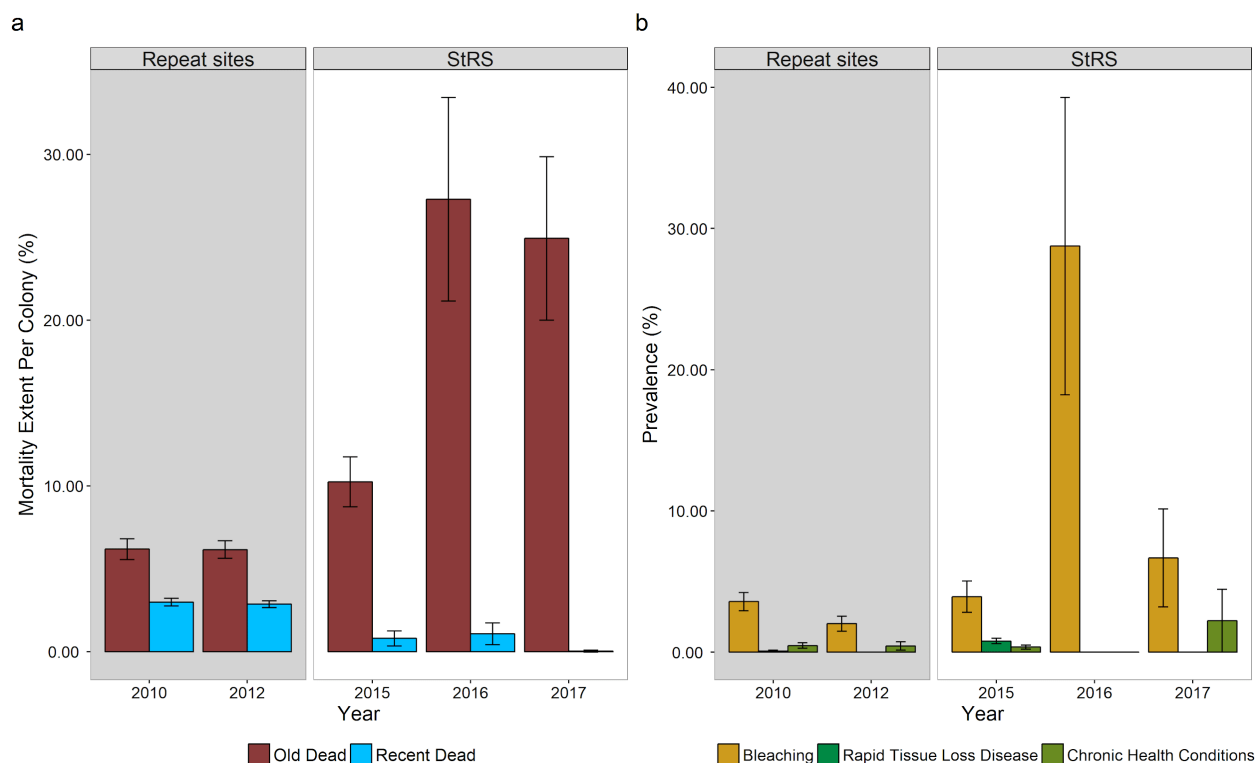 a
Repeat sites
StRS
Mortality Extent Per Colony (%)
30.00
20.00
10.00
0.00
2010
2012
2015
2016
2017
Year
Old Dead
Recent Dead
b
Repeat sites
StRS
Prevalence (%)
40.00
30.00
20.00
10.00
0.00
2010
2012
2015
2016
2017
Year
Bleaching
Rapid Tissue Loss Disease
Chronic Health Conditions